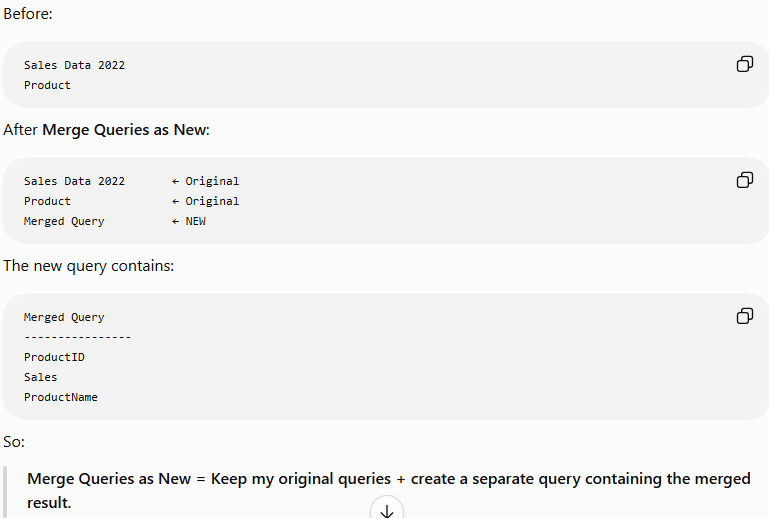 Before:
Sales Data 2022
Product
After Merge Queries as New:
Sales Data 2022 ← Original
Product ← Original
Merged Query ← NEW
The new query contains:
Merged Query
----------------
ProductID
Sales
ProductName
So:
Merge Queries as New = Keep my original queries + create a separate query containing the merged
result.